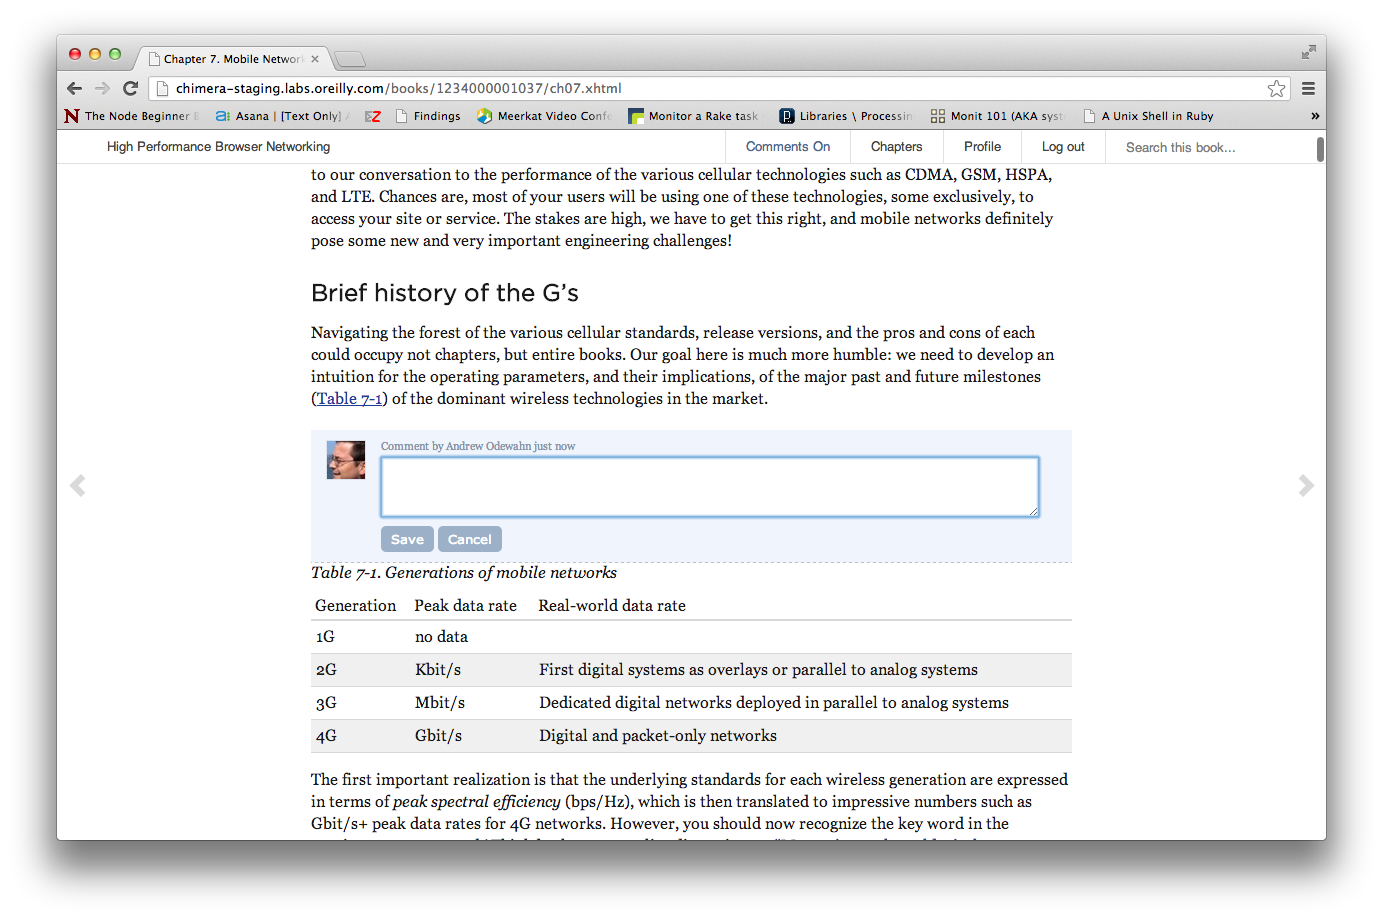 Chapter 7. Mobile Network
chimera-staging.labs.oreilly.com/books/1234000001037/ch07.xhtml
The Node Beginner B Asana | [Text Only] Findings Meerkat Video Confe Monitor a Rake task Libraries \ Processin Monit 101 (AKA syst A Unix Shell in Ruby »
High Performance Browser Networking Comments On Chapters Profile Log out Search this book...
to our conversation to the performance of the various cellular technologies such as CDMA, GSM, HSPA,
and LTE. Chances are, most of your users will be using one of these technologies, some exclusively, to
access your site or service. The stakes are high, we have to get this right, and mobile networks definitely
pose some new and very important engineering challenges!
Brief history of the G’s
Navigating the forest of the various cellular standards, release versions, and the pros and cons of each
could occupy not chapters, but entire books. Our goal here is much more humble: we need to develop an
intuition for the operating parameters, and their implications, of the major past and future milestones
(Table 7-1) of the dominant wireless technologies in the market.
Comment by Andrew Odewahn just now
Save Cancel
Table 7-1. Generations of mobile networks
Generation Peak data rate Real-world data rate
1G no data
2G Kbit/s First digital systems as overlays or parallel to analog systems
3G Mbit/s Dedicated digital networks deployed in parallel to analog systems
4G Gbit/s Digital and packet-only networks
The first important realization is that the underlying standards for each wireless generation are expressed
in terms of peak spectral efficiency (bps/Hz), which is then translated to impressive numbers such as
Gbit/s+ peak data rates for 4G networks. However, you should now recognize the key word in the